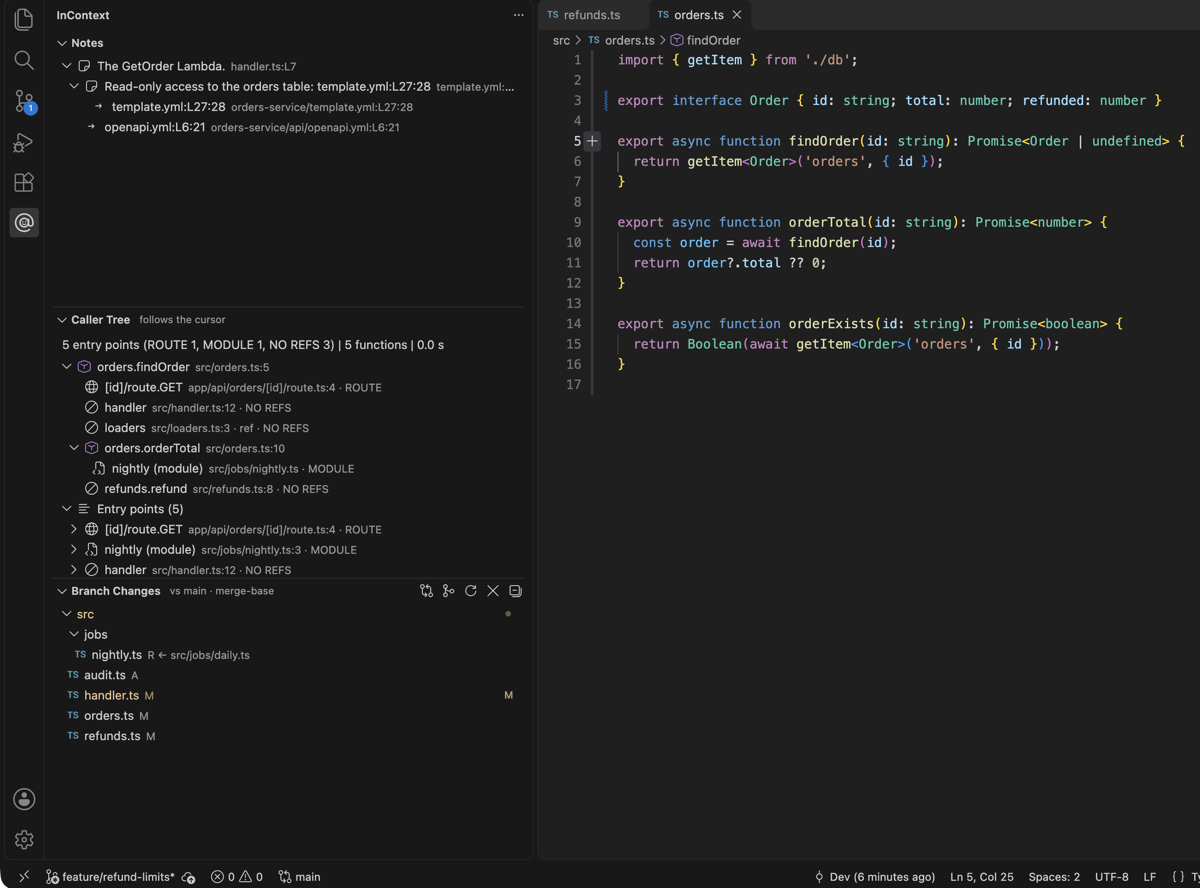 InContext
Notes
The GetOrder Lambda. handler.ts:L7
Read-only access to the orders table: template.yml:L27:28 template.yml:...
template.yml:L27:28 orders-service/template.yml:L27:28
openapi.yml:L6:21 orders-service/api/openapi.yml:L6:21
1
Caller Tree follows the cursor
5 entry points (ROUTE 1, MODULE 1, NO REFS 3) | 5 functions | 0.0 s
orders.findOrder src/orders.ts:5
[id]/route.GET app/api/orders/[id]/route.ts:4 · ROUTE
handler src/handler.ts:12 · NO REFS
loaders src/loaders.ts:3 · ref · NO REFS
orders.orderTotal src/orders.ts:10
nightly (module) src/jobs/nightly.ts · MODULE
refunds.refund src/refunds.ts:8 · NO REFS
Entry points (5)
[id]/route.GET app/api/orders/[id]/route.ts:4 · ROUTE
nightly (module) src/jobs/nightly.ts:3 · MODULE
handler src/handler.ts:12 · NO REFS
Branch Changes vs main · merge-base
src
jobs
TS nightly.ts R ← src/jobs/daily.ts
TS audit.ts A
TS handler.ts M M
TS orders.ts M
TS refunds.ts M
TS refunds.ts TS orders.ts
src > TS orders.ts > findOrder
1 import { getItem } from './db';
2
3 export interface Order { id: string; total: number; refunded: number }
4
5 export async function findOrder(id: string): Promise<Order | undefined> {
6 return getItem<Order>('orders', { id });
7 }
8
9 export async function orderTotal(id: string): Promise<number> {
10 const order = await findOrder(id);
11 return order?.total ?? 0;
12 }
13
14 export async function orderExists(id: string): Promise<boolean> {
15 return Boolean(await getItem<Order>('orders', { id }));
16 }
17
feature/refund-limits* 0 0 main Dev (6 minutes ago) Ln 5, Col 25 Spaces: 2 UTF-8 LF { } Ty